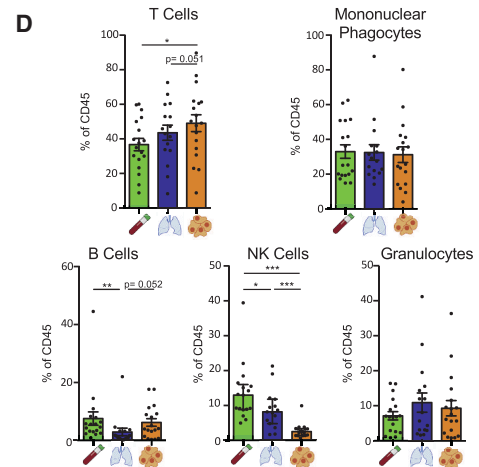 D
T Cells
Mononuclear
Phagocytes
*
p= 0.051
% of CD45
100
80
60
40
20
0
% of CD45
100
80
60
40
20
0
B Cells
NK Cells
Granulocytes
% of CD45
60
40
20
0
**
p= 0.052
% of CD45
50
40
30
20
10
0
***
*
***
% of CD45
50
40
30
20
10
0